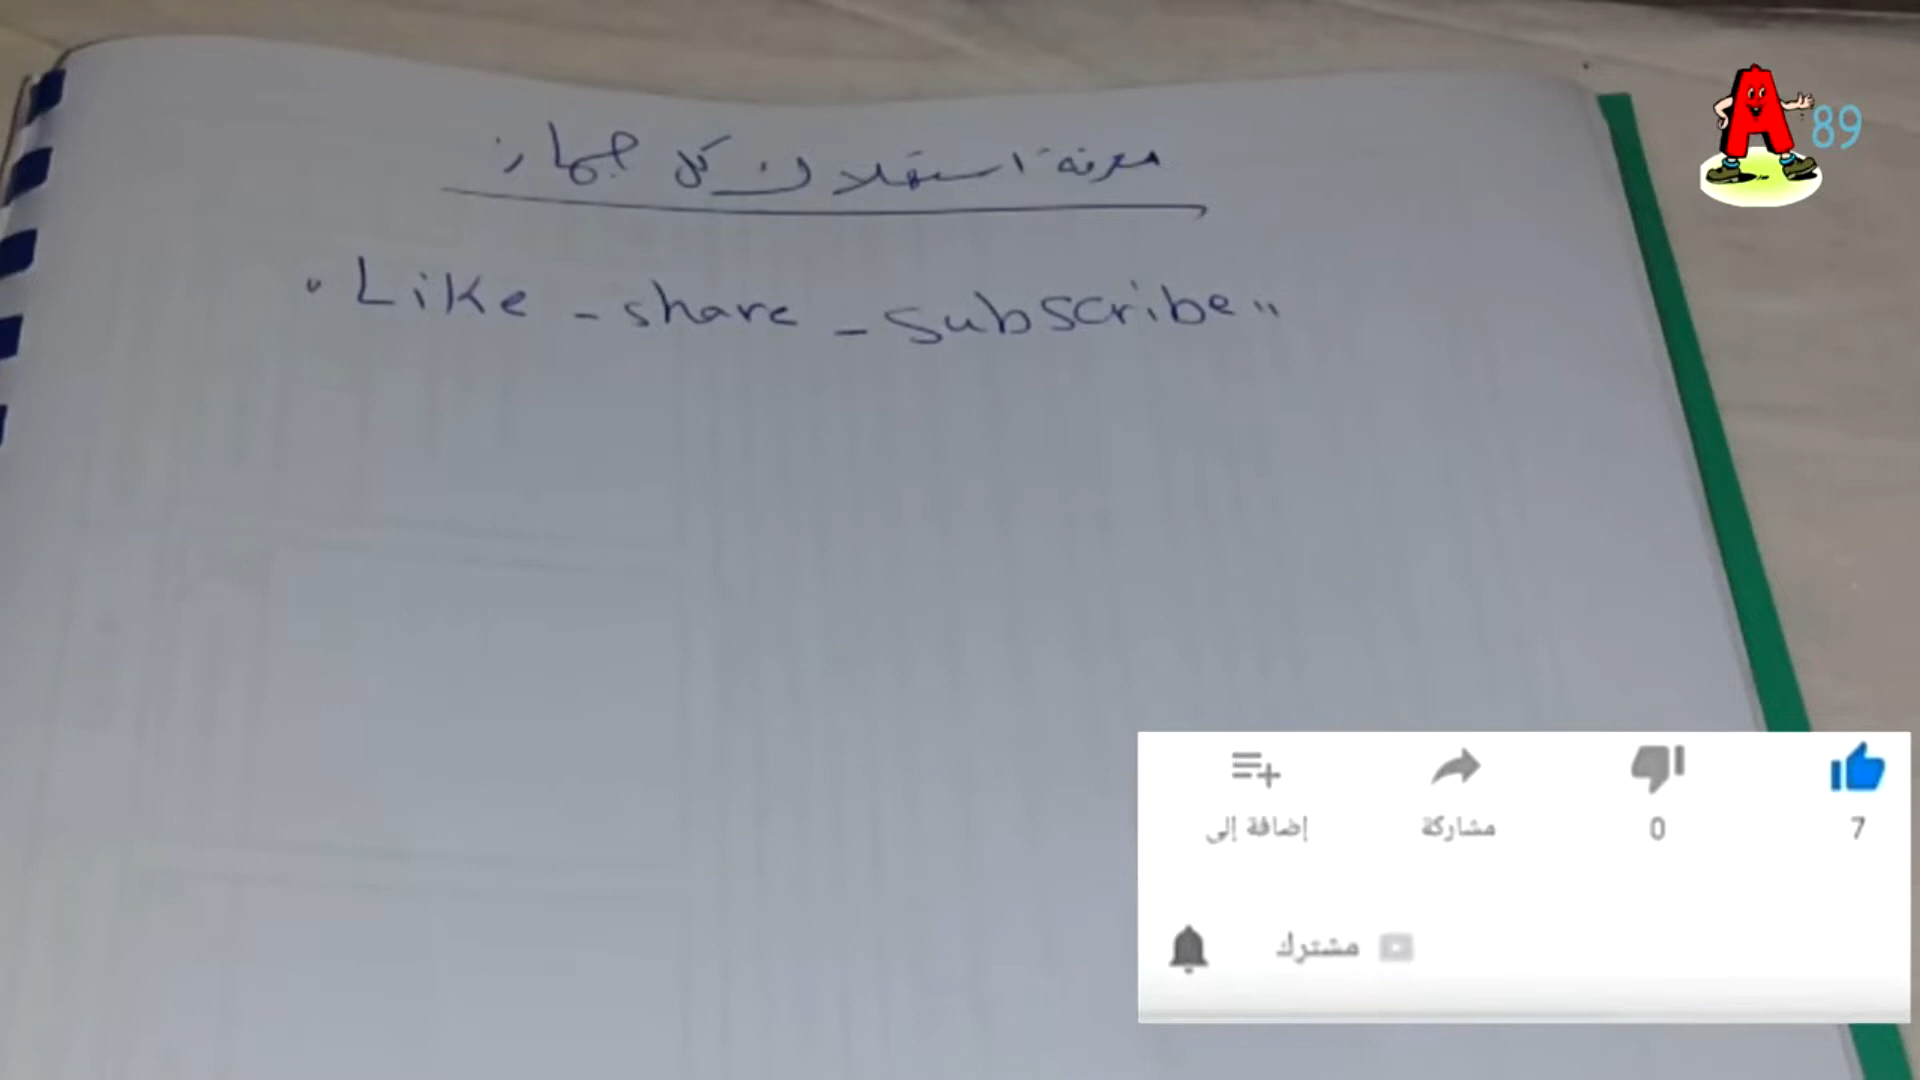 معرفة استهلاك كل جهاز
"Like - share - subscribe"
A 89
إضافة إلى مشاركة 0 7
مشترك